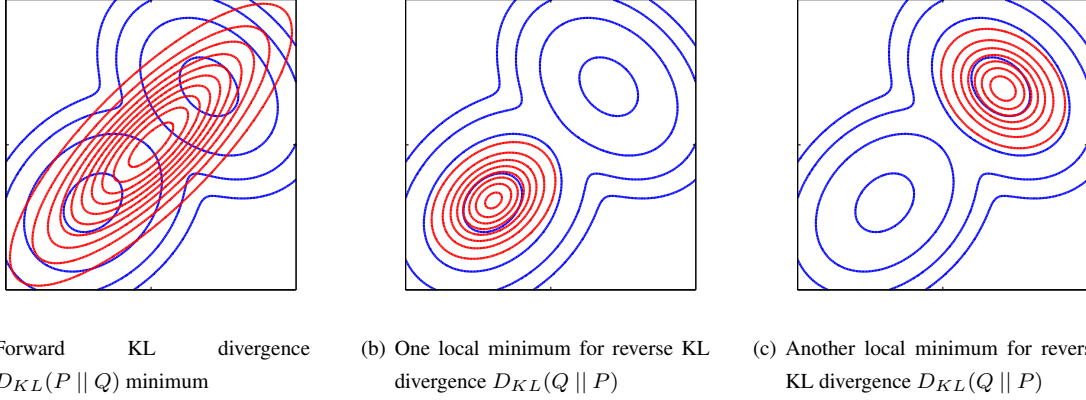 Forward KL divergence
D_{KL}(P || Q) minimum
(b) One local minimum for reverse KL
divergence D_{KL}(Q || P)
(c) Another local minimum for revers
KL divergence D_{KL}(Q || P)